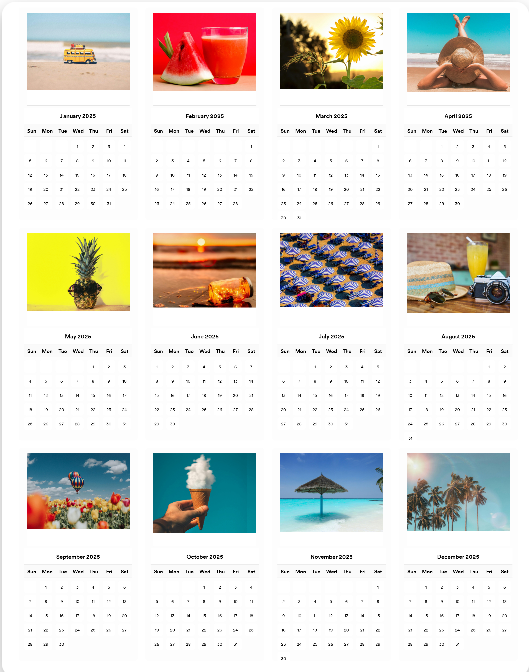 January 2025
Sun Mon Tue Wed Thu Fri Sat
1 2 3 4
5 6 7 8 9 10 11
12 13 14 15 16 17 18
19 20 21 22 23 24 25
26 27 28 29 30 31
February 2025
Sun Mon Tue Wed Thu Fri Sat
1
2 3 4 5 6 7 8
9 10 11 12 13 14 15
16 17 18 19 20 21 22
23 24 25 26 27 28
March 2025
Sun Mon Tue Wed Thu Fri Sat
1
2 3 4 5 6 7 8
9 10 11 12 13 14 15
16 17 18 19 20 21 22
23 24 25 26 27 28 29
30 31
April 2025
Sun Mon Tue Wed Thu Fri Sat
1 2 3 4 5
6 7 8 9 10 11 12
13 14 15 16 17 18 19
20 21 22 23 24 25 26
27 28 29 30
May 2025
Sun Mon Tue Wed Thu Fri Sat
1 2 3
4 5 6 7 8 9 10
11 12 13 14 15 16 17
18 19 20 21 22 23 24
25 26 27 28 29 30 31
June 2025
Sun Mon Tue Wed Thu Fri Sat
1 2 3 4 5 6 7
8 9 10 11 12 13 14
15 16 17 18 19 20 21
22 23 24 25 26 27 28
29 30
July 2025
Sun Mon Tue Wed Thu Fri Sat
1 2 3 4 5
6 7 8 9 10 11 12
13 14 15 16 17 18 19
20 21 22 23 24 25 26
27 28 29 30 31
August 2025
Sun Mon Tue Wed Thu Fri Sat
1 2
3 4 5 6 7 8 9
10 11 12 13 14 15 16
17 18 19 20 21 22 23
24 25 26 27 28 29 30
31
September 2025
Sun Mon Tue Wed Thu Fri Sat
1 2 3 4 5 6
7 8 9 10 11 12 13
14 15 16 17 18 19 20
21 22 23 24 25 26 27
28 29 30
October 2025
Sun Mon Tue Wed Thu Fri Sat
1 2 3 4
5 6 7 8 9 10 11
12 13 14 15 16 17 18
19 20 21 22 23 24 25
26 27 28 29 30 31
November 2025
Sun Mon Tue Wed Thu Fri Sat
1
2 3 4 5 6 7 8
9 10 11 12 13 14 15
16 17 18 19 20 21 22
23 24 25 26 27 28 29
30
December 2025
Sun Mon Tue Wed Thu Fri Sat
1 2 3 4 5 6
7 8 9 10 11 12 13
14 15 16 17 18 19 20
21 22 23 24 25 26 27
28 29 30 31